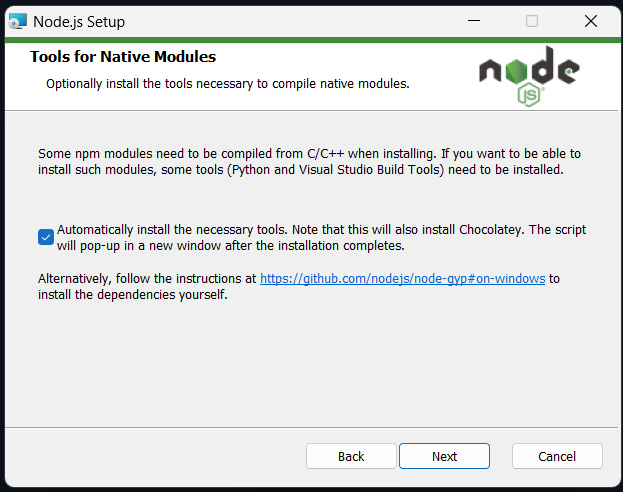 Node.js Setup
Tools for Native Modules
Optionally install the tools necessary to compile native modules.
node
JS
Some npm modules need to be compiled from C/C++ when installing. If you want to be able to
install such modules, some tools (Python and Visual Studio Build Tools) need to be installed.
Automatically install the necessary tools. Note that this will also install Chocolatey. The script
will pop-up in a new window after the installation completes.
Alternatively, follow the instructions at https://github.com/nodejs/node-gyp#on-windows to
install the dependencies yourself.
Back
Next
Cancel